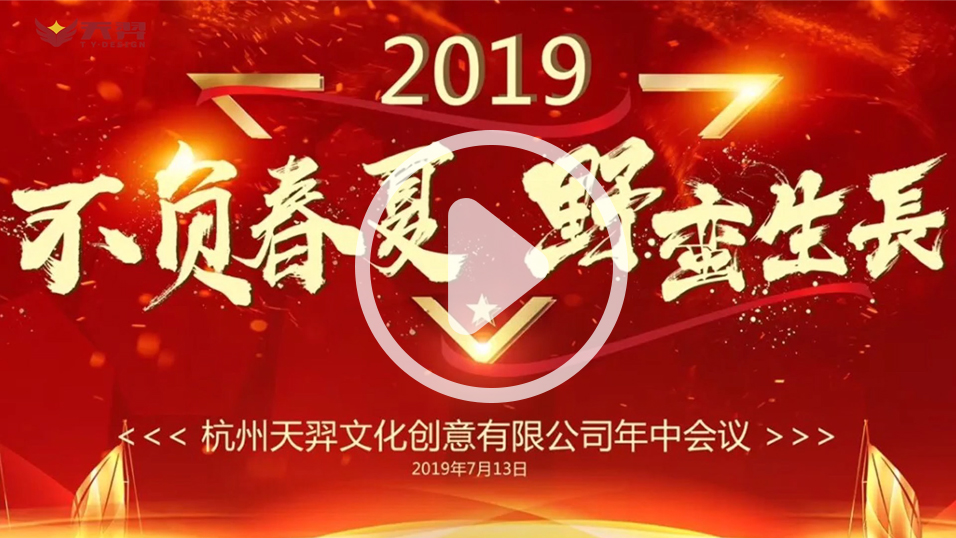 天羿
TYDESIGN
2019
不负春夏 野蛮生長
<<< 杭州天羿文化创意有限公司年中会议 >>>
2019年7月13日